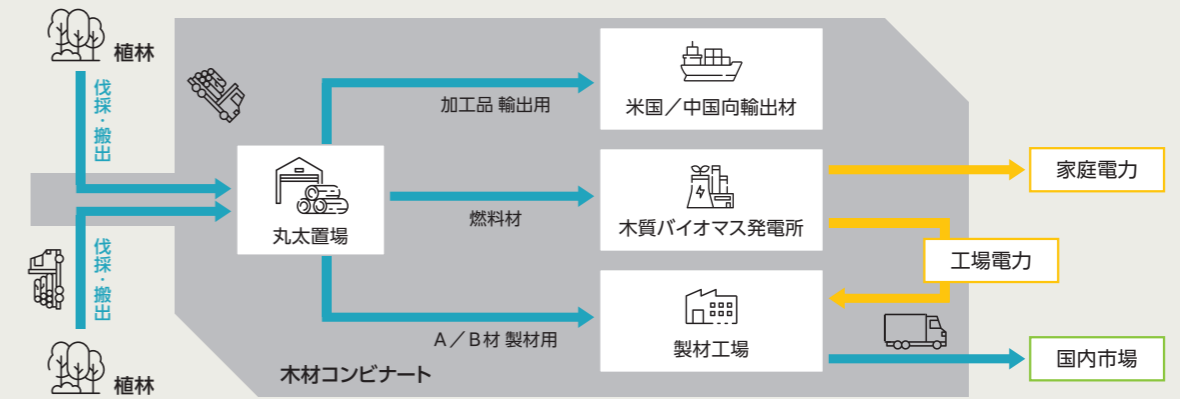 植林
伐採・搬出
加工品 輸出用
米国／中国向輸出材
丸太置場
燃料材
木質バイオマス発電所
家庭電力
工場電力
伐採・搬出
A／B材 製材用
製材工場
国内市場
木材コンビナート
植林